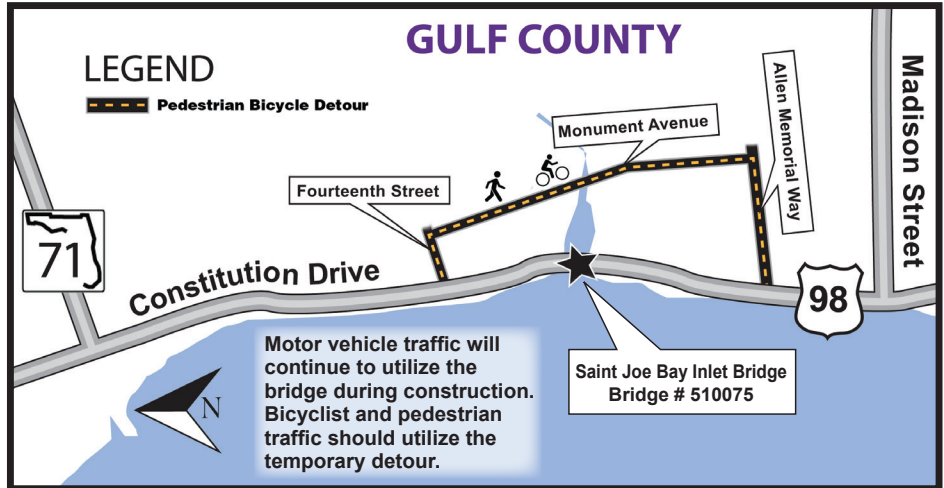 GULF COUNTY
LEGEND
Pedestrian Bicycle Detour
Monument Avenue
Allen Memorial Way
Madison Street
Fourteenth Street
71
Constitution Drive
98
Motor vehicle traffic will
continue to utilize the
bridge during construction.
Bicyclist and pedestrian
traffic should utilize the
temporary detour.
Saint Joe Bay Inlet Bridge
Bridge # 510075
N